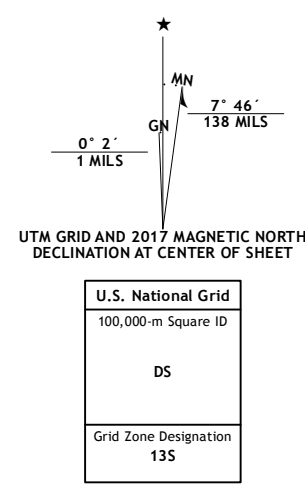 ★
MN
GN
7° 46´
138 MILS
0° 2´
1 MILS
UTM GRID AND 2017 MAGNETIC NORTH
DECLINATION AT CENTER OF SHEET
U.S. National Grid
100,000-m Square ID
DS
Grid Zone Designation
13S